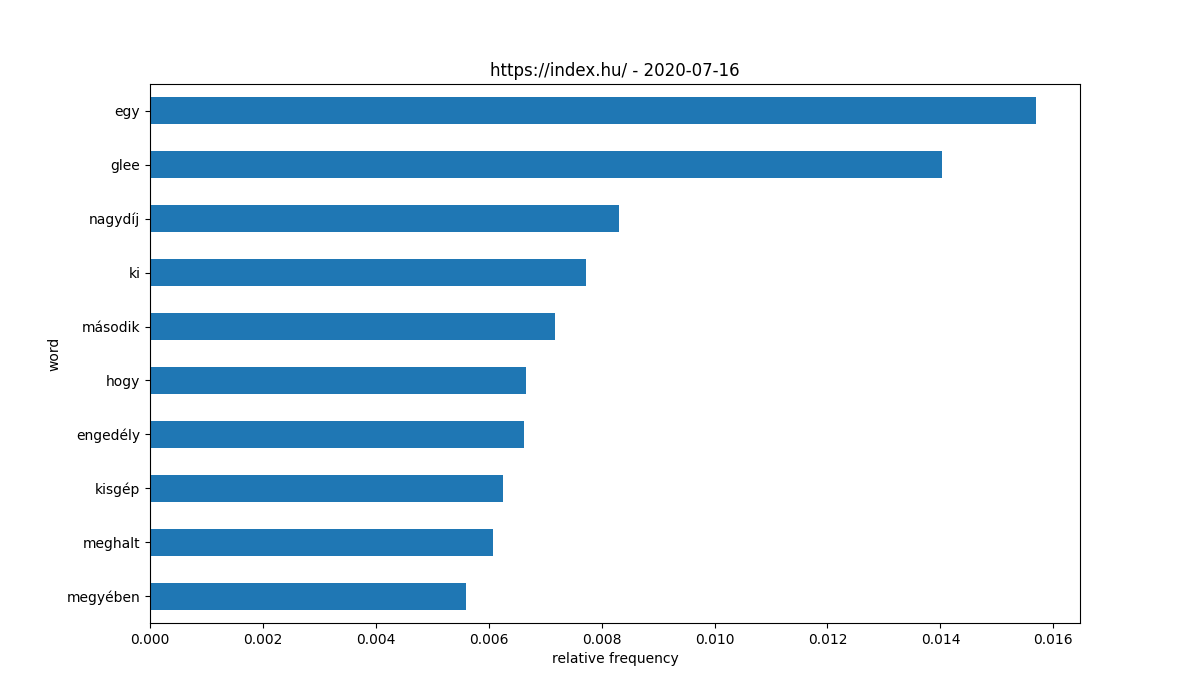 https://index.hu/ - 2020-07-16
egy
glee
nagydíj
ki
második
hogy
engedély
kisgép
meghalt
megyében
word
0.000 0.002 0.004 0.006 0.008 0.010 0.012 0.014 0.016
relative frequency